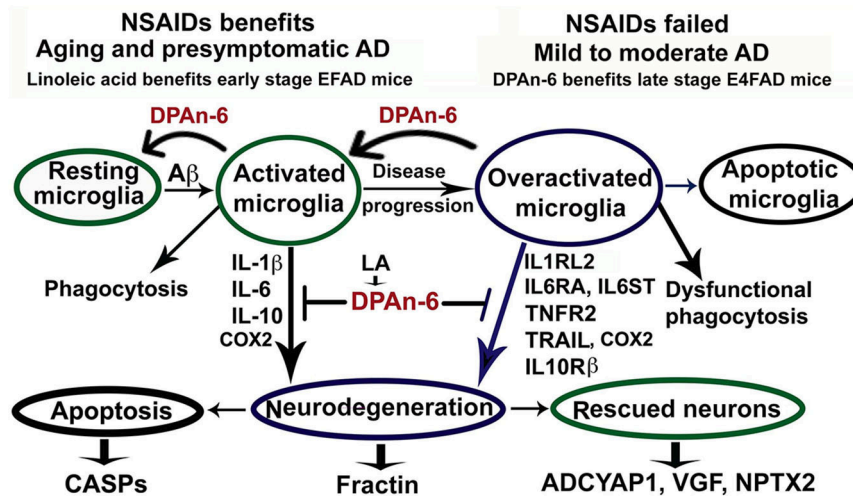 NSAIDs benefits
Aging and presymptomatic AD
Linoleic acid benefits early stage EFAD mice
NSAIDs failed
Mild to moderate AD
DPAn-6 benefits late stage E4FAD mice
DPAn-6
DPAn-6
Resting
microglia
Aβ
Activated
microglia
Disease
progression
Overactivated
microglia
Apoptotic
microglia
Phagocytosis
IL-1β
IL-6
IL-10
COX2
LA
DPAn-6
IL1RL2
IL6RA, IL6ST
TNFR2
TRAIL, COX2
IL10Rβ
Dysfunctional
phagocytosis
Apoptosis
Neurodegeneration
Rescued neurons
CASPs
Fractin
ADCYAP1, VGF, NPTX2